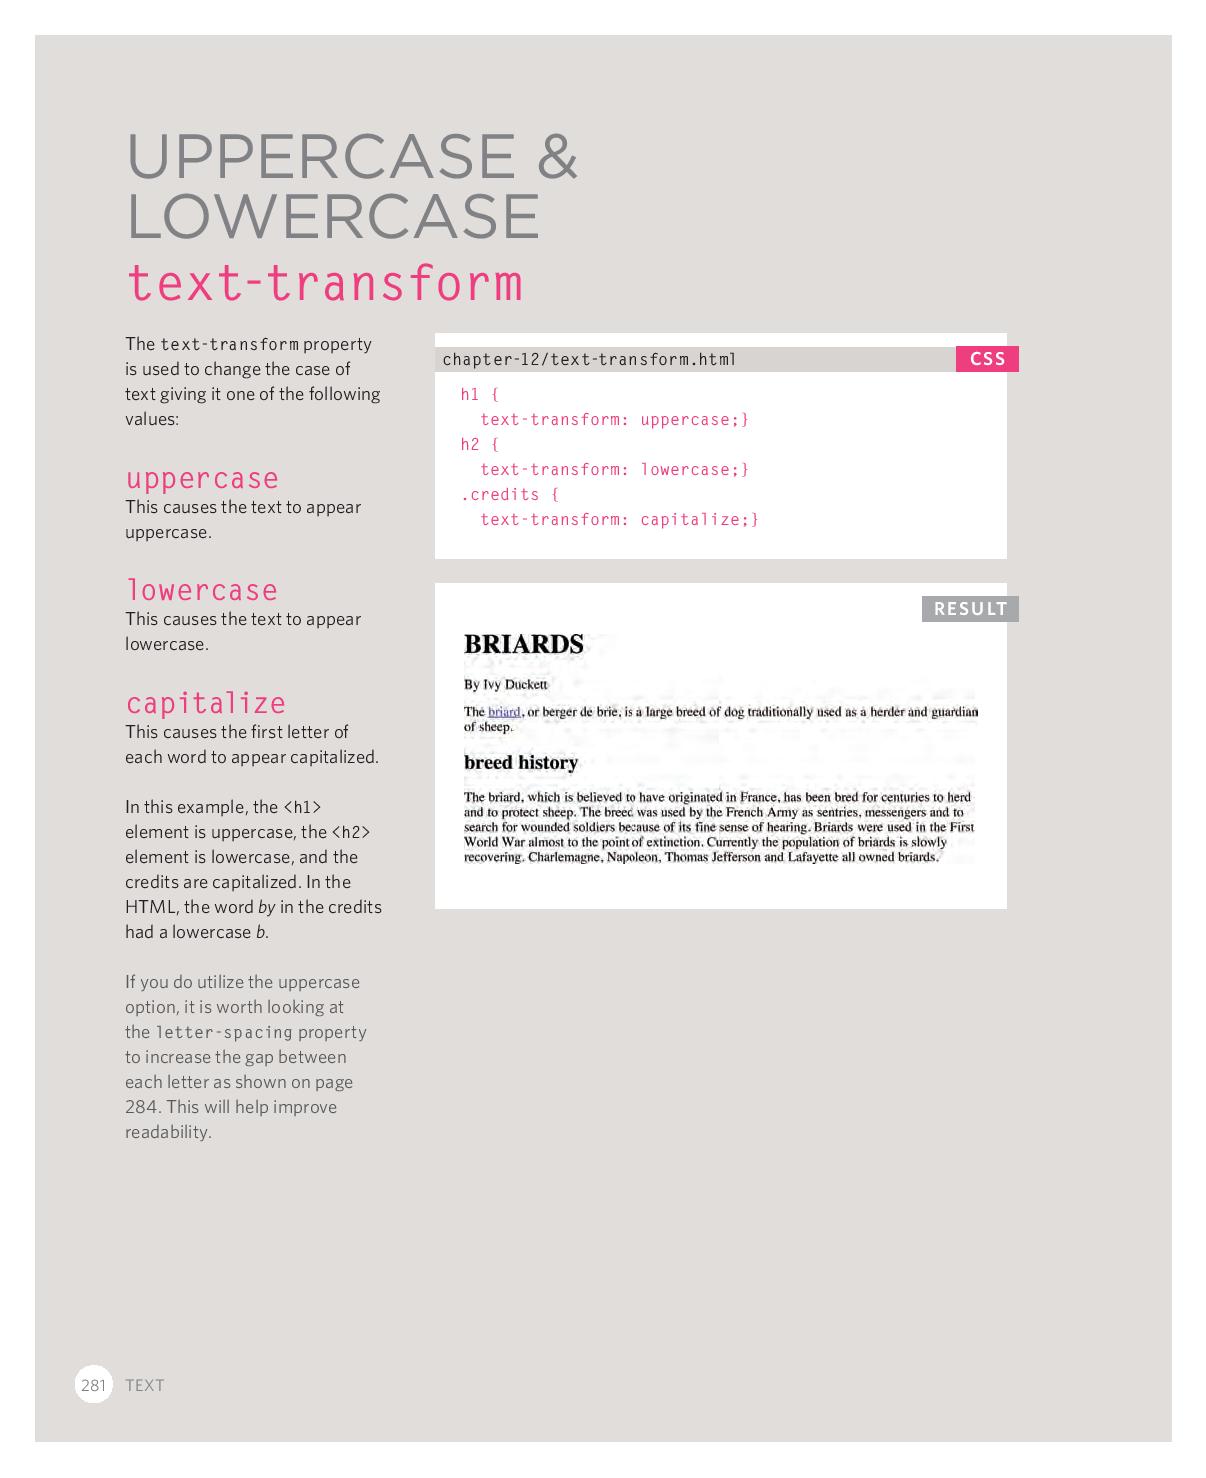 UPPERCASE &
LOWERCASE
text-transform
The text-transform property
is used to change the case of
text giving it one of the following
values:
uppercase
This causes the text to appear
uppercase.
lowercase
This causes the text to appear
lowercase.
capitalize
This causes the first letter of
each word to appear capitalized.
In this example, the <h1>
element is uppercase, the <h2>
element is lowercase, and the
credits are capitalized. In the
HTML, the word by in the credits
had a lowercase b.
If you do utilize the uppercase
option, it is worth looking at
the letter-spacing property
to increase the gap between
each letter as shown on page
284. This will help improve
readability.
chapter-12/text-transform.html
CSS
h1 {
text-transform: uppercase;}
h2 {
text-transform: lowercase;}
.credits {
text-transform: capitalize;}
RESULT
BRIARDS
By Ivy Duckett
The briard, or berger de brie, is a large breed of dog traditionally used as a herder and guardian
of sheep.
breed history
The briard, which is believed to have originated in France, has been bred for centuries to herd
and to protect sheep. The breed was used by the French Army as sentries, messengers and to
search for wounded soldiers because of its fine sense of hearing. Briards were used in the First
World War almost to the point of extinction. Currently the population of briards is slowly
recovering. Charlemagne, Napoleon, Thomas Jefferson and Lafayette all owned briards.
281 TEXT